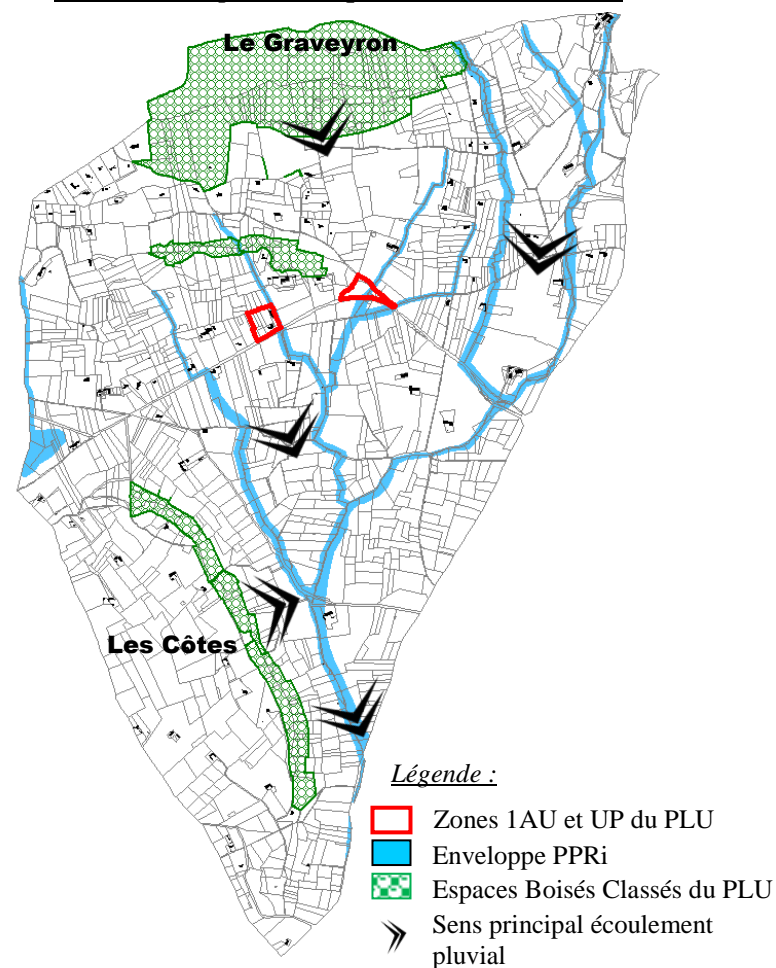 Le Graveyron
Les Côtes
Légende :
Zones 1AU et UP du PLU
Enveloppe PPRi
Espaces Boisés Classés du PLU
Sens principal écoulement
pluvial